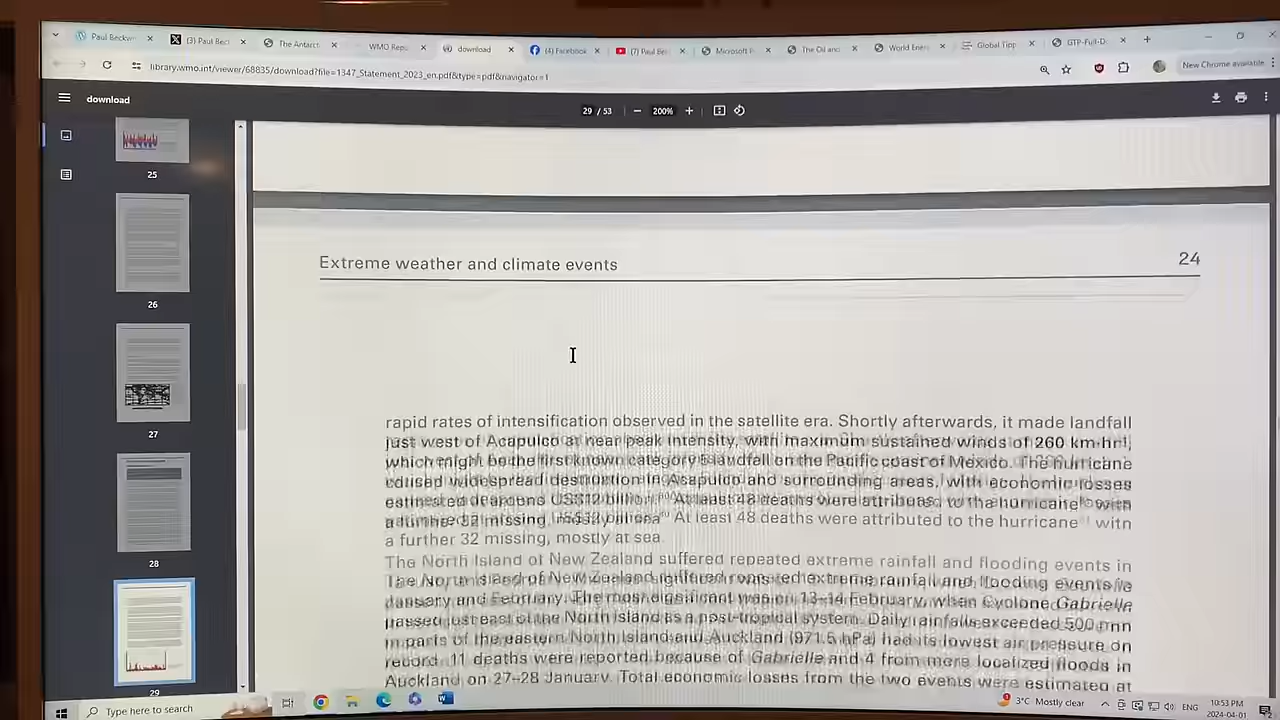 Paul Beckw
(3) Paul Beck
The Antarct
WMO Repo
download
(4) Facebook
(7) Paul Be
Microsoft P
The Oil and
World Ener
Global Tipp
GTP-Full-D
library.wmo.int/viewer/68835/download?file=1347_Statement_2023_en.pdf&type=pdf&navigator=1
New Chrome available
download
29 / 53
200%
25
26
27
28
29
Extreme weather and climate events
24
rapid rates of intensification observed in the satellite era. Shortly afterwards, it made landfall
just west of Acapulco at near peak intensity, with maximum sustained winds of 260 km·hr
which might be the first known category 5 landfall on the Pacific coast of Mexico. The hurricane
caused widespread destruction in Acapulco and surrounding areas, with economic losses
estimated US$12 billion. At least 48 deaths were attributed to the hurricane with
a further 32 missing, mostly at sea.
The North Island of New Zealand suffered repeated extreme rainfall and flooding events in
January and February. The most significant was on 13–14 February, when Cyclone Gabrielle
passed just east of the North Island as a post-tropical system. Daily rainfalls exceeded 500 mm
in parts of the eastern North Island and Auckland (971.5 hPa) had its lowest air pressure on
record. 11 deaths were reported because of Gabrielle and 4 from more localized floods in
Auckland on 27–28 January. Total economic losses from the two events were estimated at
Type here to search
3°C Mostly clear
ENG
10:53 PM
2024-04-01